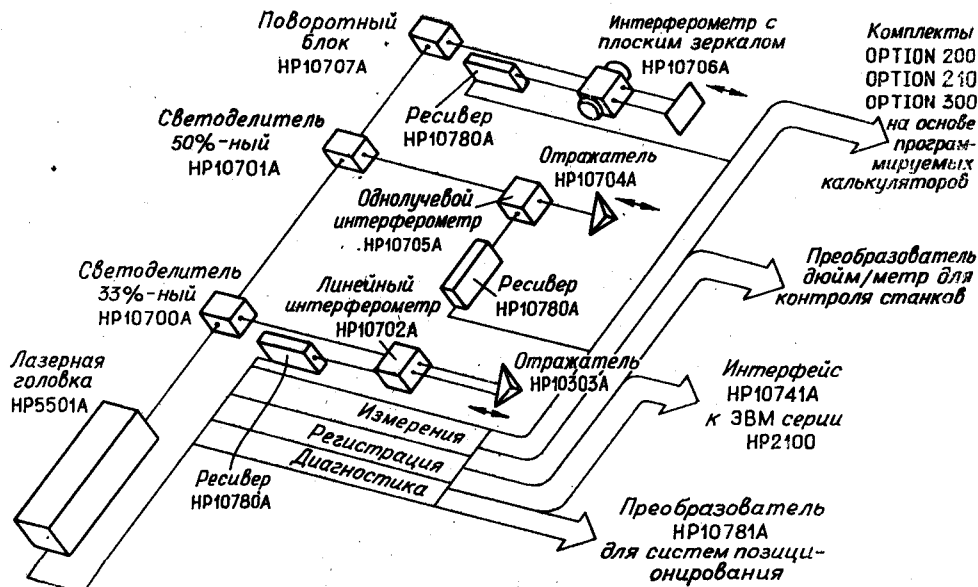 Поворотный
блок
HP10707A
Интерферометр с
плоским зеркалом
HP10706A
Комплекты
OPTION 200
OPTION 210
OPTION 300
на основе
програм-
мируемых
калькуляторов
Ресивер
HP10780A
Светоделитель
50%-ный
HP10701A
Отражатель
HP10704A
Однолучевой
интерферометр
HP10705A
Ресивер
HP10780A
Преобразователь
дюйм/метр для
контроля станков
Светоделитель
33%-ный
HP10700A
Линейный
интерферометр
HP10702A
Отражатель
HP10303A
Лазерная
головка
HP5501A
Интерфейс
HP10741A
к ЭВМ серии
HP2100
Измерения
Регистрация
Диагностика
Ресивер
HP10780A
Преобразователь
HP10781A
для систем позици-
онирования